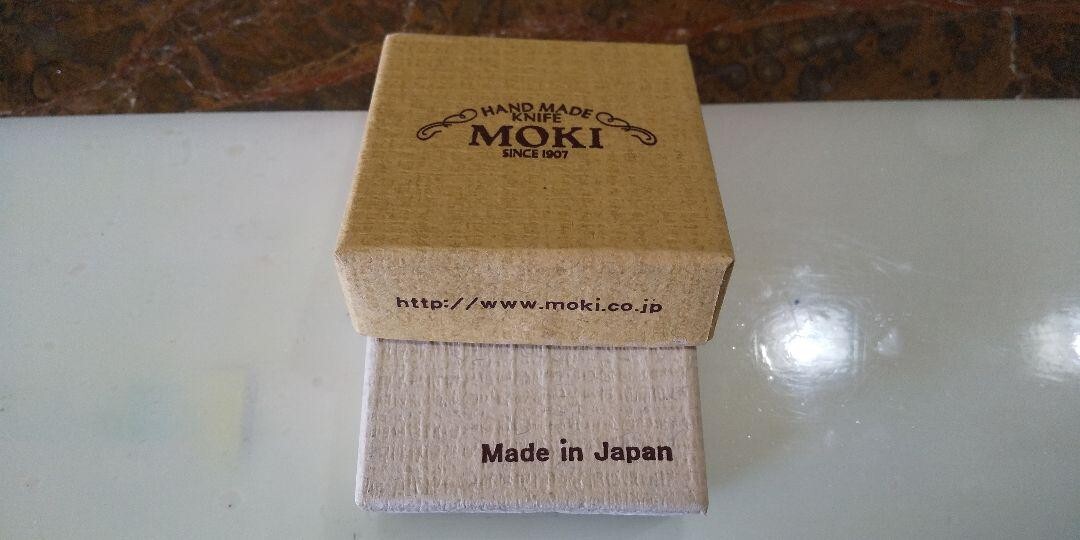 HAND MADE
KNIFE
MOKI
SINCE 1907
http://www.moki.co.jp
Made in Japan